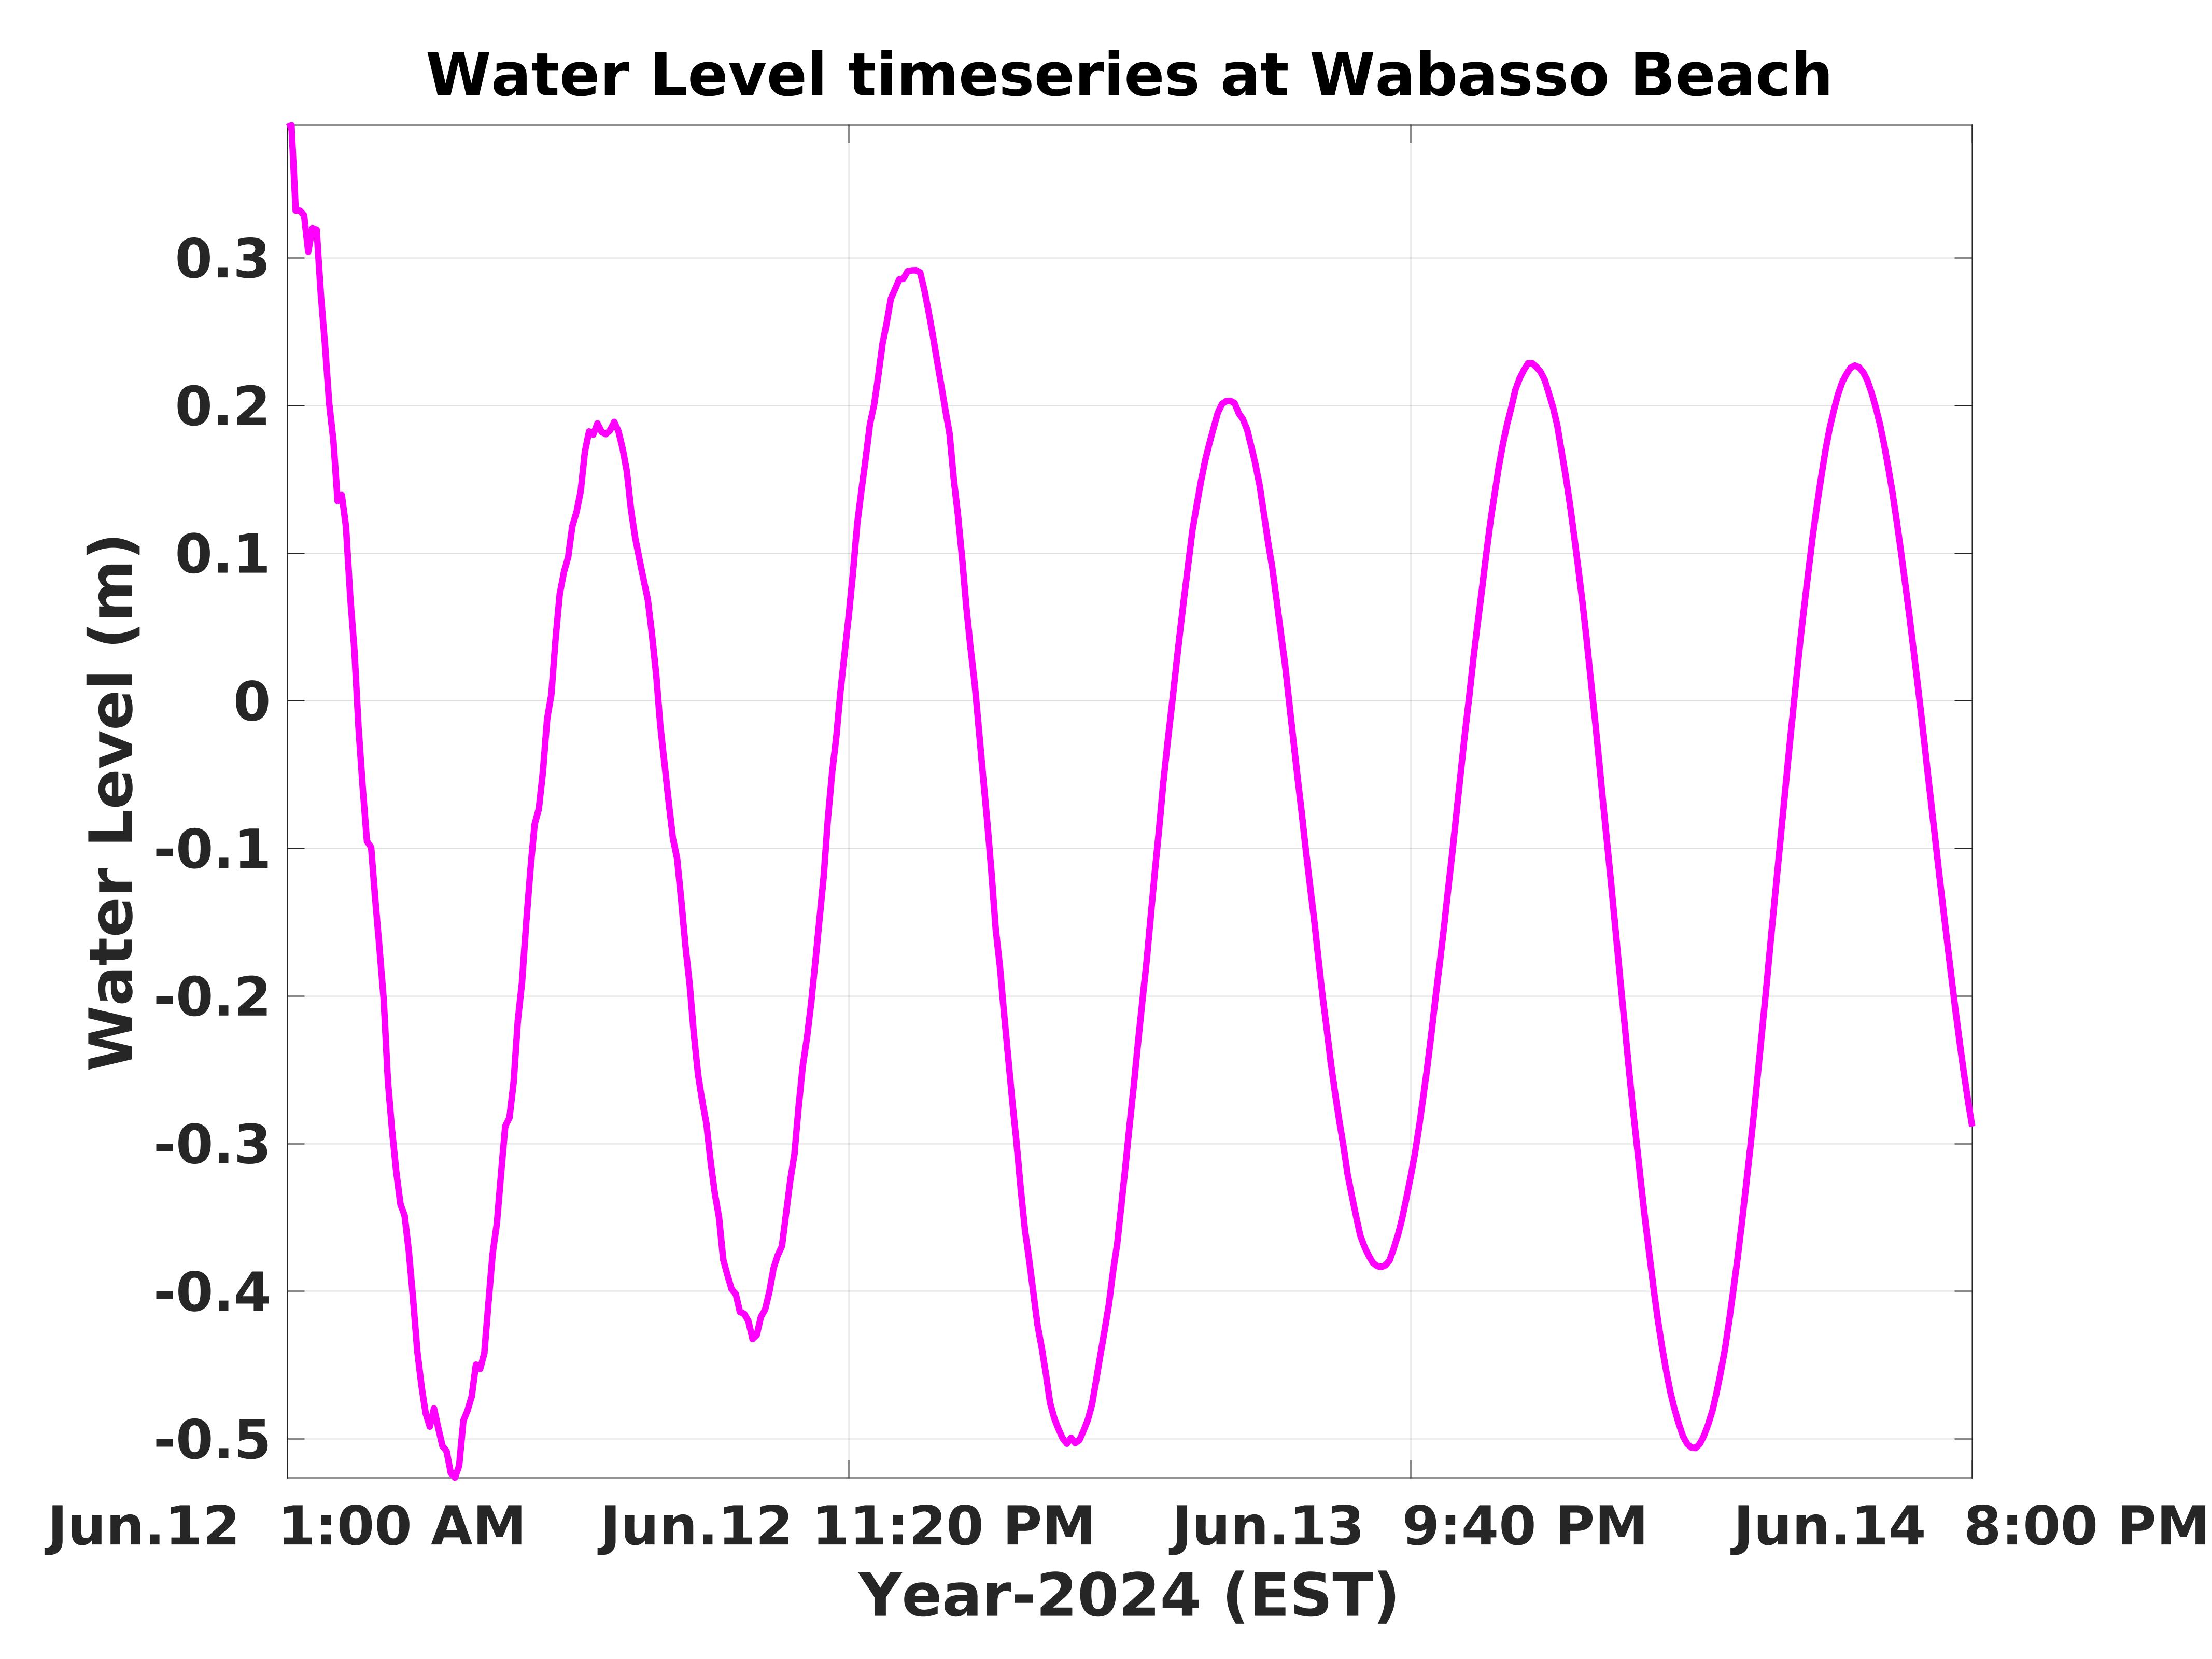 Water Level timeseries at Wabasso Beach
Water Level (m)
0.3
0.2
0.1
0
-0.1
-0.2
-0.3
-0.4
-0.5
Jun.12 1:00 AM Jun.12 11:20 PM Jun.13 9:40 PM Jun.14 8:00 PM
Year-2024 (EST)